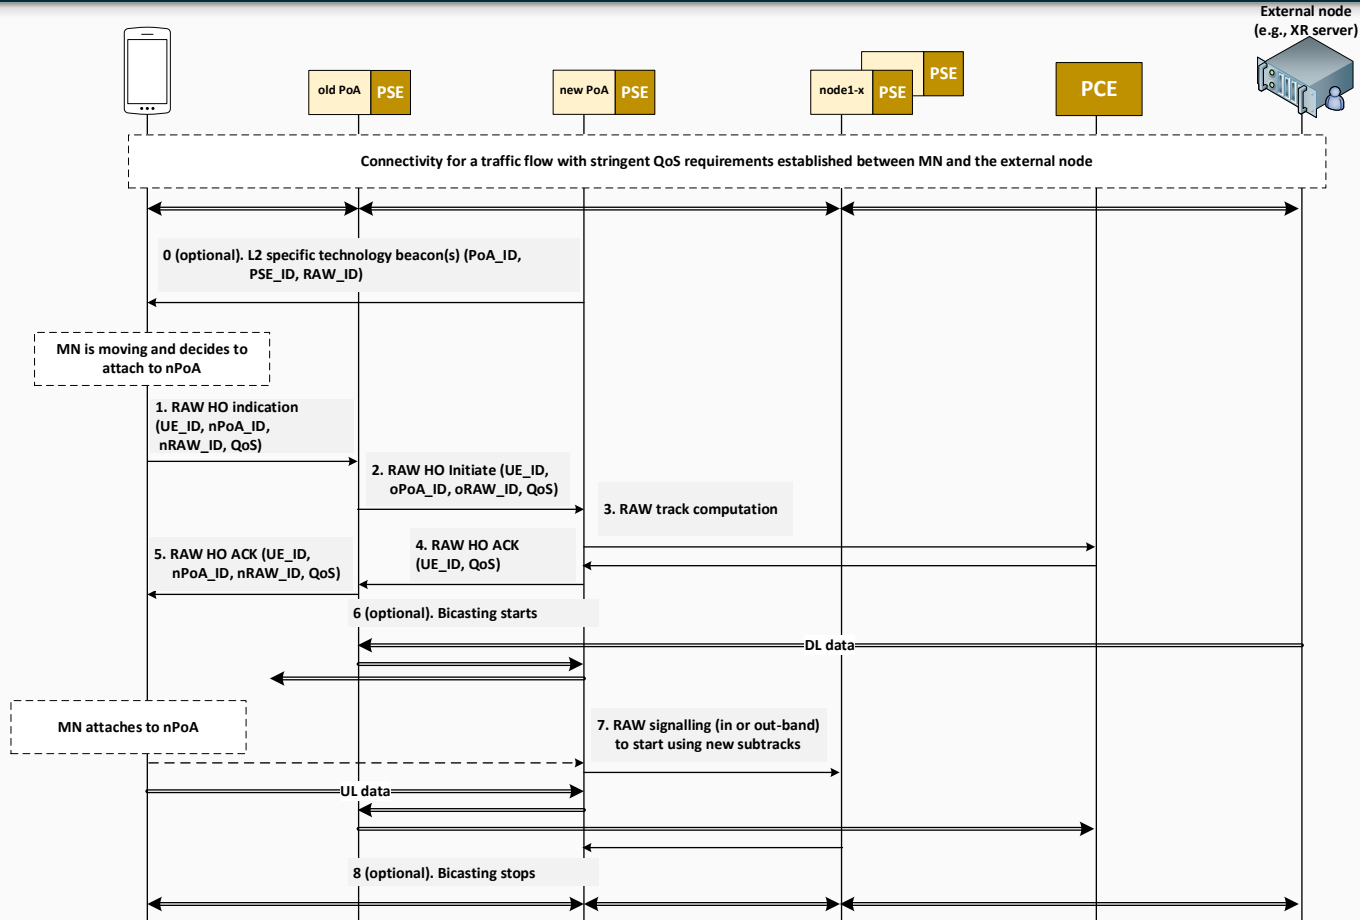 External node
(e.g., XR server)
old PoA
PSE
new PoA
PSE
node1-x
PSE
PSE
PCE
Connectivity for a traffic flow with stringent QoS requirements established between MN and the external node
0 (optional). L2 specific technology beacon(s) (PoA_ID,
PSE_ID, RAW_ID)
MN is moving and decides to
attach to nPoA
1. RAW HO indication
(UE_ID, nPoA_ID,
nRAW_ID, QoS)
2. RAW HO Initiate (UE_ID,
oPoA_ID, oRAW_ID, QoS)
3. RAW track computation
4. RAW HO ACK
(UE_ID, QoS)
5. RAW HO ACK (UE_ID,
nPoA_ID, nRAW_ID, QoS)
6 (optional). Bicasting starts
DL data
MN attaches to nPoA
7. RAW signalling (in or out-band)
to start using new subtracks
UL data
8 (optional). Bicasting stops